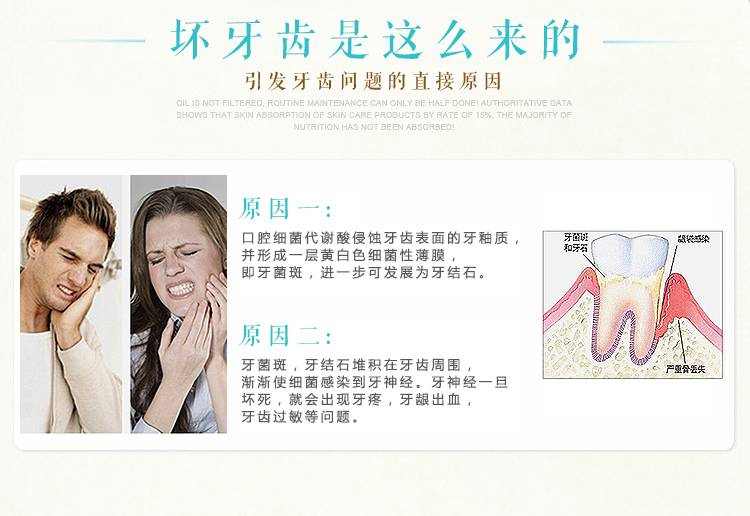 坏牙齿是这么来的
引发牙齿问题的直接原因
OIL IS NOT FILTERED, ROUTINE MAINTENANCE CAN ONLY BE HALF DONE! AUTHORITATIVE DATA
SHOWS THAT SKIN ABSORPTION OF SKIN CARE PRODUCTS BY RATE OF 15%, THE MAJORITY OF
NUTRITION HAS NOT BEEN ABSORBED!
原因一:
口腔细菌代谢酸侵蚀牙齿表面的牙釉质，
并形成一层黄白色细菌性薄膜，
即牙菌斑，进一步可发展为牙结石。
牙菌斑
和牙石
龈袋感染
严重骨丢失
原因二:
牙菌斑，牙结石堆积在牙齿周围，
渐渐使细菌感染到牙神经。牙神经一旦
坏死，就会出现牙疼，牙龈出血，
牙齿过敏等问题。